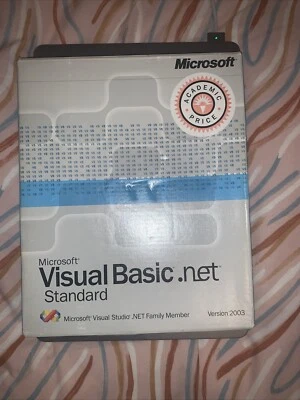 Microsoft
ACADEMIC
PRICE
Microsoft
Visual Basic .net
Standard
Microsoft Visual Studio .NET Family Member
Version 2003